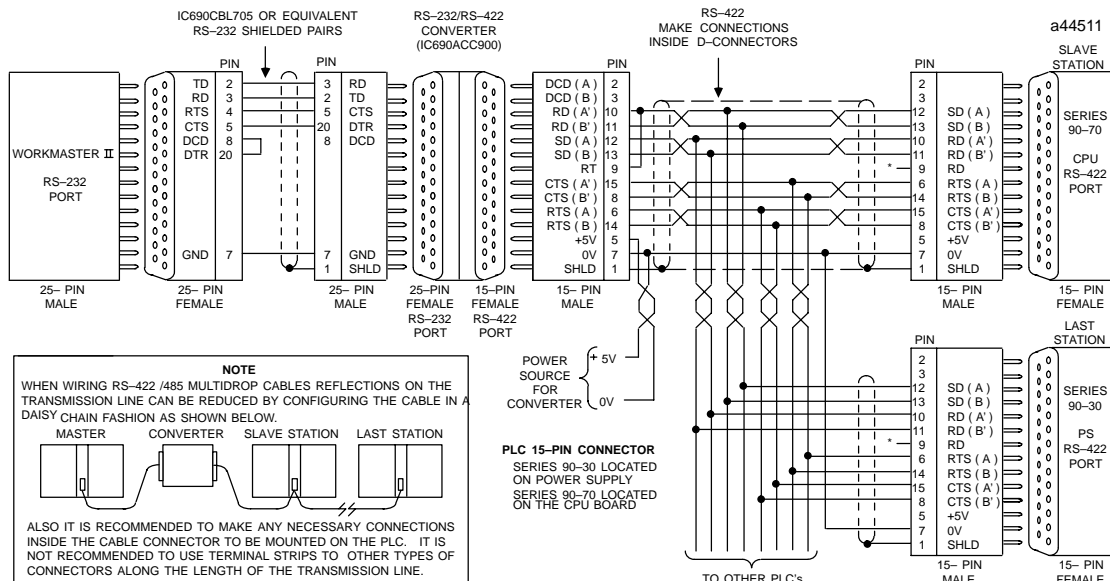 IC690CBL705 OR EQUIVALENT
RS–232 SHIELDED PAIRS
RS–232/RS–422
CONVERTER
(IC690ACC900)
RS–422
MAKE CONNECTIONS
INSIDE D–CONNECTORS
a44511
SLAVE
STATION
WORKMASTER II
RS–232
PORT
25– PIN
MALE
PIN
TD 2
RD 3
RTS 4
CTS 5
DCD 8
DTR 20
GND 7
25– PIN
FEMALE
PIN
3 RD
2 TD
5 CTS
20 DTR
8 DCD
7 GND
1 SHLD
25– PIN
MALE
25–PIN
FEMALE
RS–232
PORT
15–PIN
FEMALE
RS–422
PORT
PIN
DCD ( A ) 2
DCD ( B ) 3
RD ( A' ) 10
RD ( B' ) 11
SD ( A ) 12
SD ( B ) 13
RT 9
CTS ( A' ) 15
CTS ( B' ) 8
RTS ( A ) 6
RTS ( B ) 14
+5V 5
0V 7
SHLD 1
15– PIN
MALE
PIN
2
3
12 SD ( A )
13 SD ( B )
10 RD ( A' )
11 RD ( B' )
* 9 RD
6 RTS ( A )
14 RTS ( B )
15 CTS ( A' )
8 CTS ( B' )
5 +5V
7 0V
1 SHLD
15– PIN
MALE
SERIES
90–70
CPU
RS–422
PORT
15– PIN
FEMALE
POWER
SOURCE
FOR
CONVERTER
+ 5V
0V
PLC 15–PIN CONNECTOR
SERIES 90–30 LOCATED
ON POWER SUPPLY
SERIES 90–70 LOCATED
ON THE CPU BOARD
TO OTHER PLC's
LAST
STATION
PIN
2
3
12 SD ( A )
13 SD ( B )
10 RD ( A' )
11 RD ( B' )
* 9 RD
6 RTS ( A )
14 RTS ( B )
15 CTS ( A' )
8 CTS ( B' )
5 +5V
7 0V
1 SHLD
15– PIN
MALE
SERIES
90–30
PS
RS–422
PORT
15– PIN
FEMALE
NOTE
WHEN WIRING RS–422 /485 MULTIDROP CABLES REFLECTIONS ON THE
TRANSMISSION LINE CAN BE REDUCED BY CONFIGURING THE CABLE IN A
DAISY CHAIN FASHION AS SHOWN BELOW.
MASTER CONVERTER SLAVE STATION LAST STATION
ALSO IT IS RECOMMENDED TO MAKE ANY NECESSARY CONNECTIONS
INSIDE THE CABLE CONNECTOR TO BE MOUNTED ON THE PLC. IT IS
NOT RECOMMENDED TO USE TERMINAL STRIPS TO OTHER TYPES OF
CONNECTORS ALONG THE LENGTH OF THE TRANSMISSION LINE.